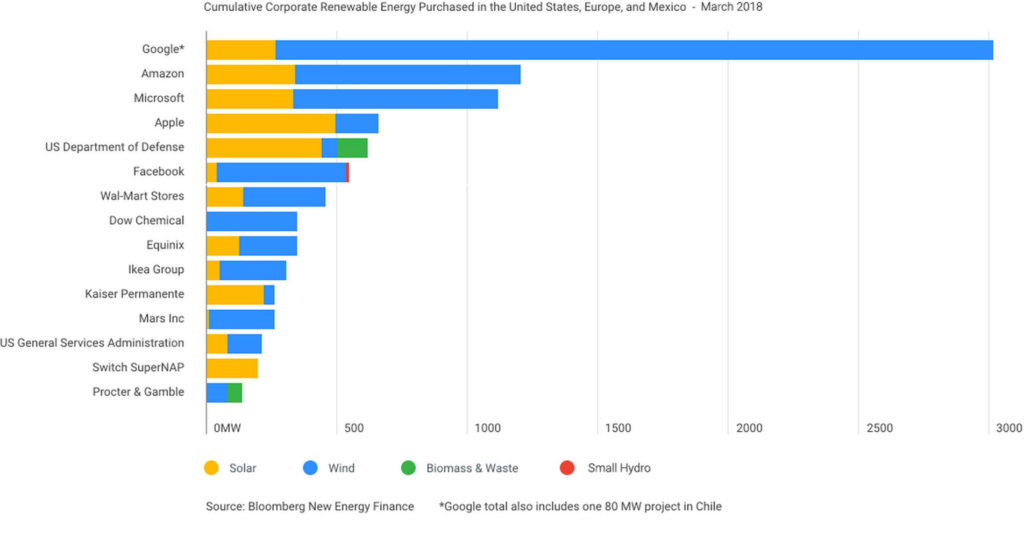 Cumulative Corporate Renewable Energy Purchased in the United States, Europe, and Mexico - March 2018
Google*
Amazon
Microsoft
Apple
US Department of Defense
Facebook
Wal-Mart Stores
Dow Chemical
Equinix
Ikea Group
Kaiser Permanente
Mars Inc
US General Services Administration
Switch SuperNAP
Procter & Gamble
0MW 500 1000 1500 2000 2500 3000
Solar Wind Biomass & Waste Small Hydro
Source: Bloomberg New Energy Finance *Google total also includes one 80 MW project in Chile